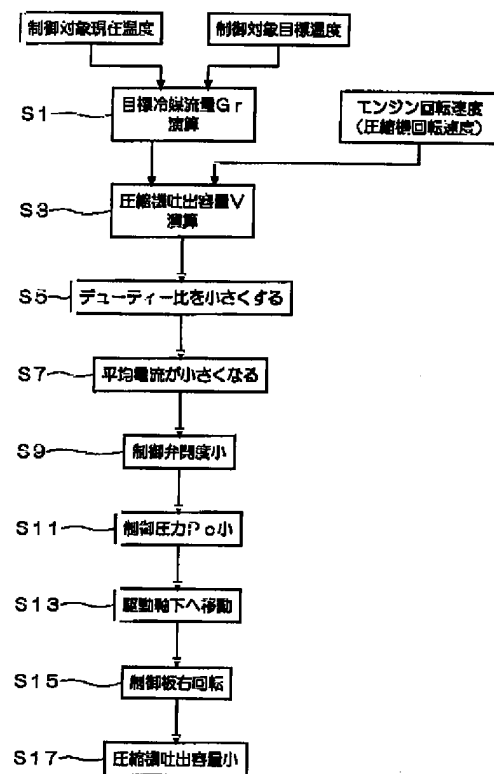 制御対象現在温度
制御対象目標温度
S1
目標冷媒流量Gr
演算
エンジン回転速度
(圧縮機回転速度)
S3
圧縮機吐出容量V
演算
S5
デューティー比を小さくする
S7
平均電流が小さくなる
S9
制御弁開度小
S11
制御圧力Pc小
S13
駆動軸下へ移動
S15
制御板右回転
S17
圧縮機吐出容量小